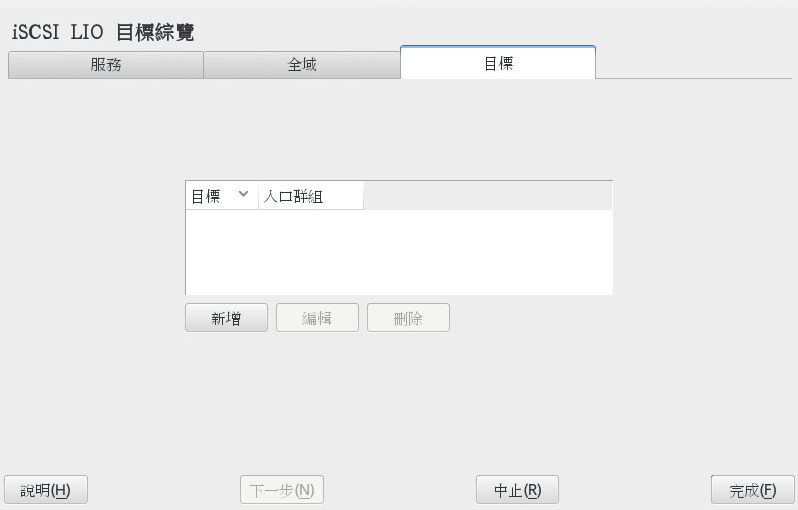 iSCSI LIO 目標綜覽
服務 全域 目標
目標 入口群組
新增 編輯 刪除
說明(H) 下一步(N) 中止(R) 完成(F)